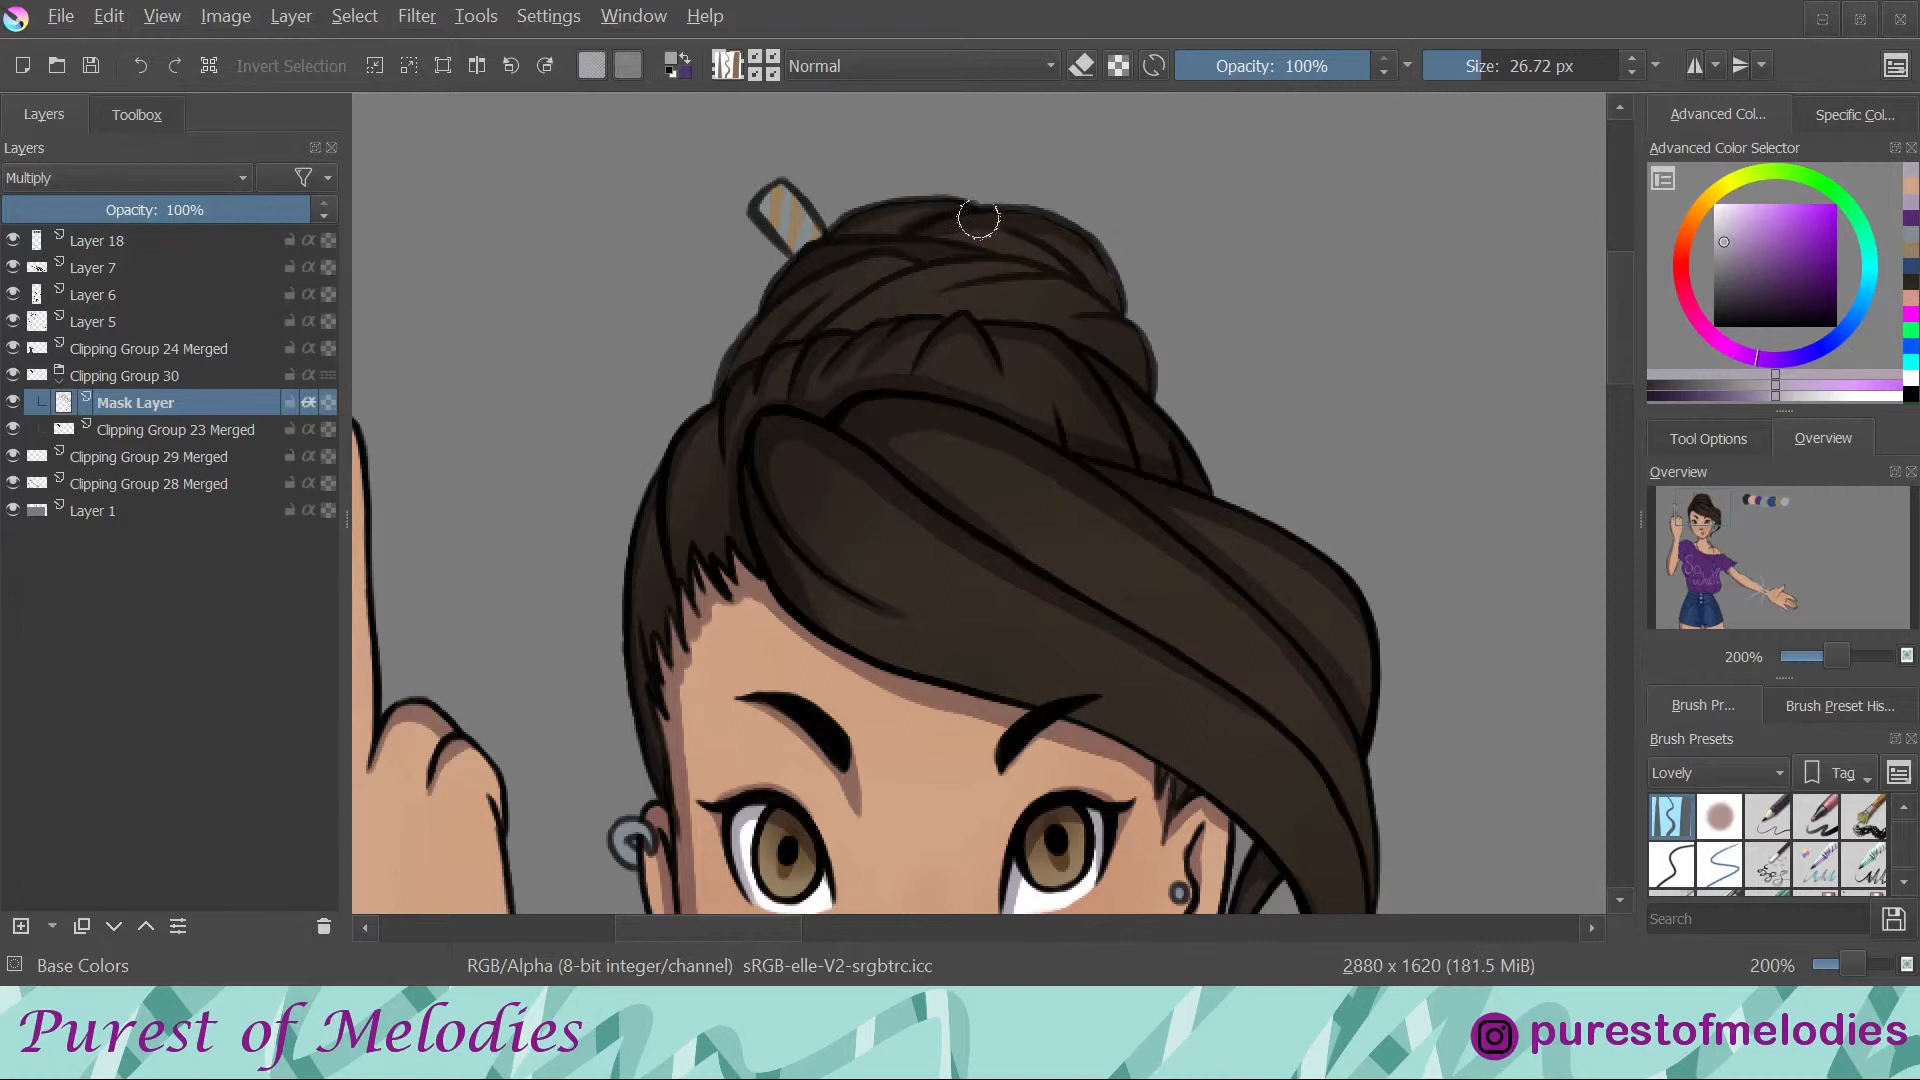 File Edit View Image Layer Select Filter Tools Settings Window Help
Invert Selection
Normal
Opacity: 100%
Size: 26.72 px
Layers Toolbox
Layers
Multiply
Opacity: 100%
Layer 18
Layer 7
Layer 6
Layer 5
Clipping Group 24 Merged
Clipping Group 30
Mask Layer
Clipping Group 23 Merged
Clipping Group 29 Merged
Clipping Group 28 Merged
Layer 1
Advanced Col... Specific Col...
Advanced Color Selector
Tool Options Overview
Overview
200%
Brush Pr... Brush Preset His...
Brush Presets
Lovely
Tag
Search
Base Colors
RGB/Alpha (8-bit integer/channel) sRGB-elle-V2-srgbtrc.icc
2880 x 1620 (181.5 MiB)
200%
Purest of Melodies
purestofmelodies